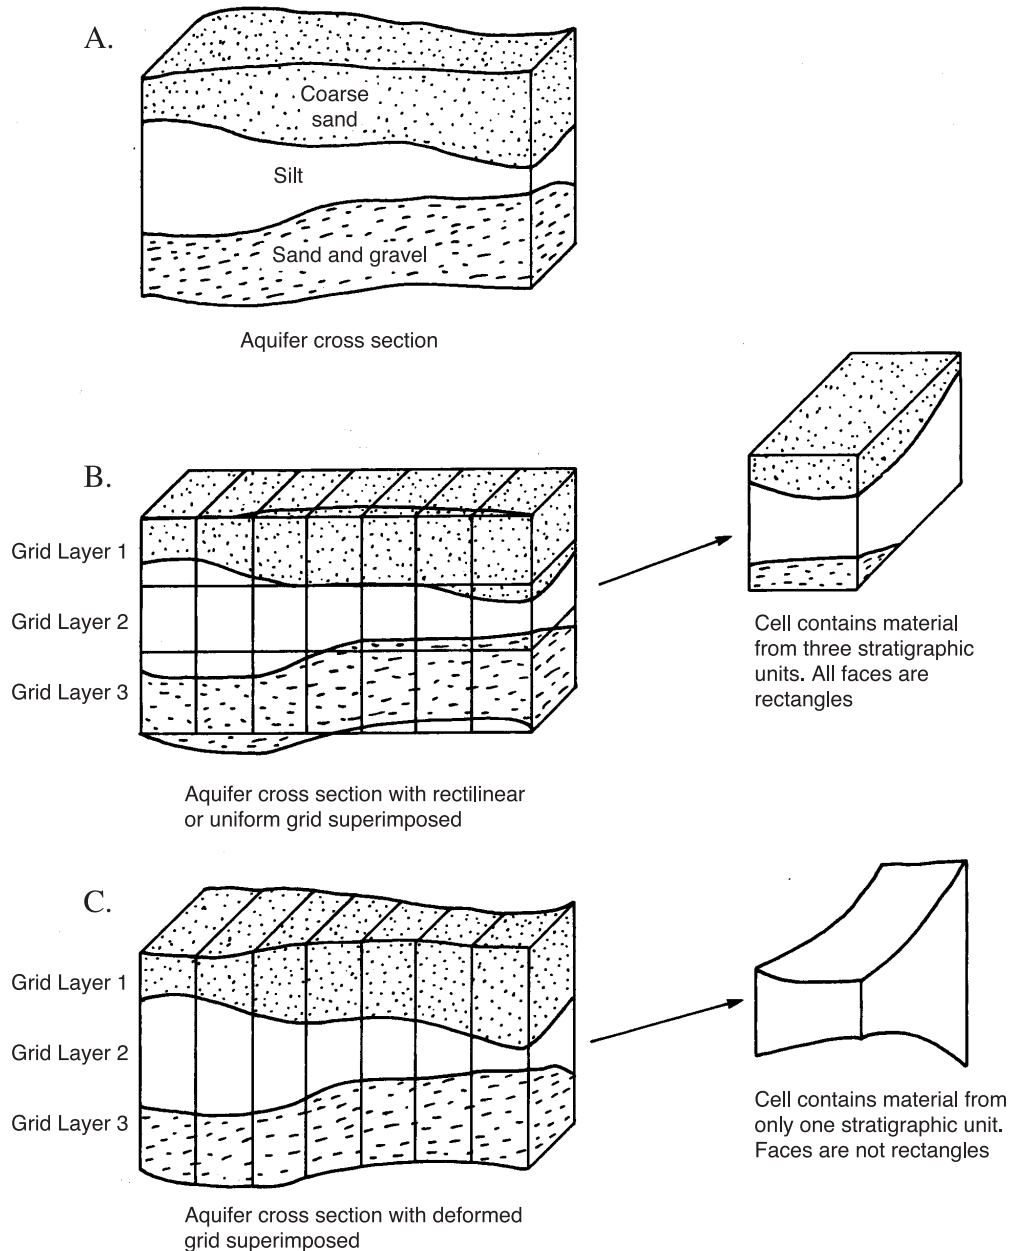 A.
Coarse
sand
Silt
Sand and gravel
Aquifer cross section
B.
Grid Layer 1
Grid Layer 2
Grid Layer 3
Cell contains material
from three stratigraphic
units. All faces are
rectangles
Aquifer cross section with rectilinear
or uniform grid superimposed
C.
Grid Layer 1
Grid Layer 2
Grid Layer 3
Cell contains material from
only one stratigraphic unit.
Faces are not rectangles
Aquifer cross section with deformed
grid superimposed